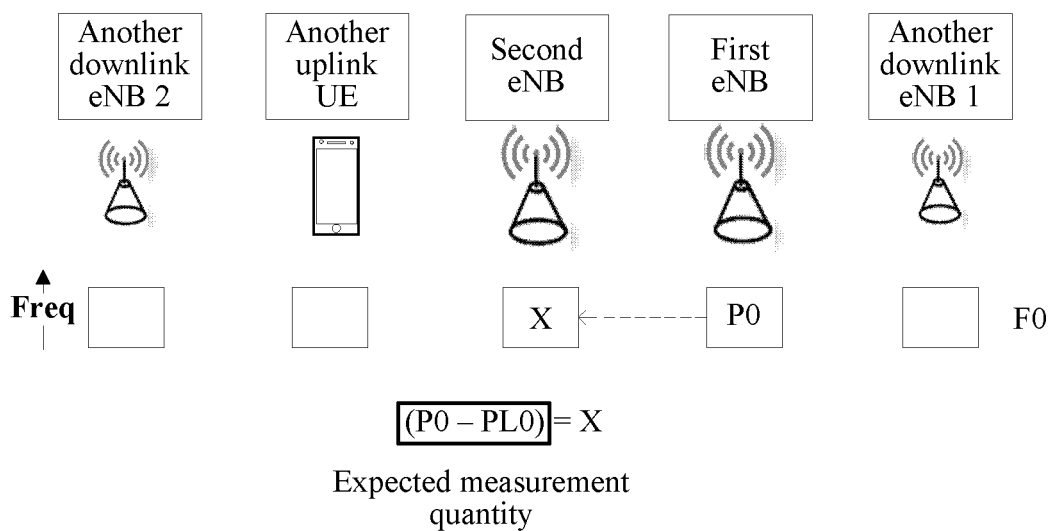 Another
downlink
eNB 2
Another
uplink
UE
Second
eNB
First
eNB
Another
downlink
eNB 1
Freq
X
P0
F0
(P0 – PL0) = X
Expected measurement
quantity